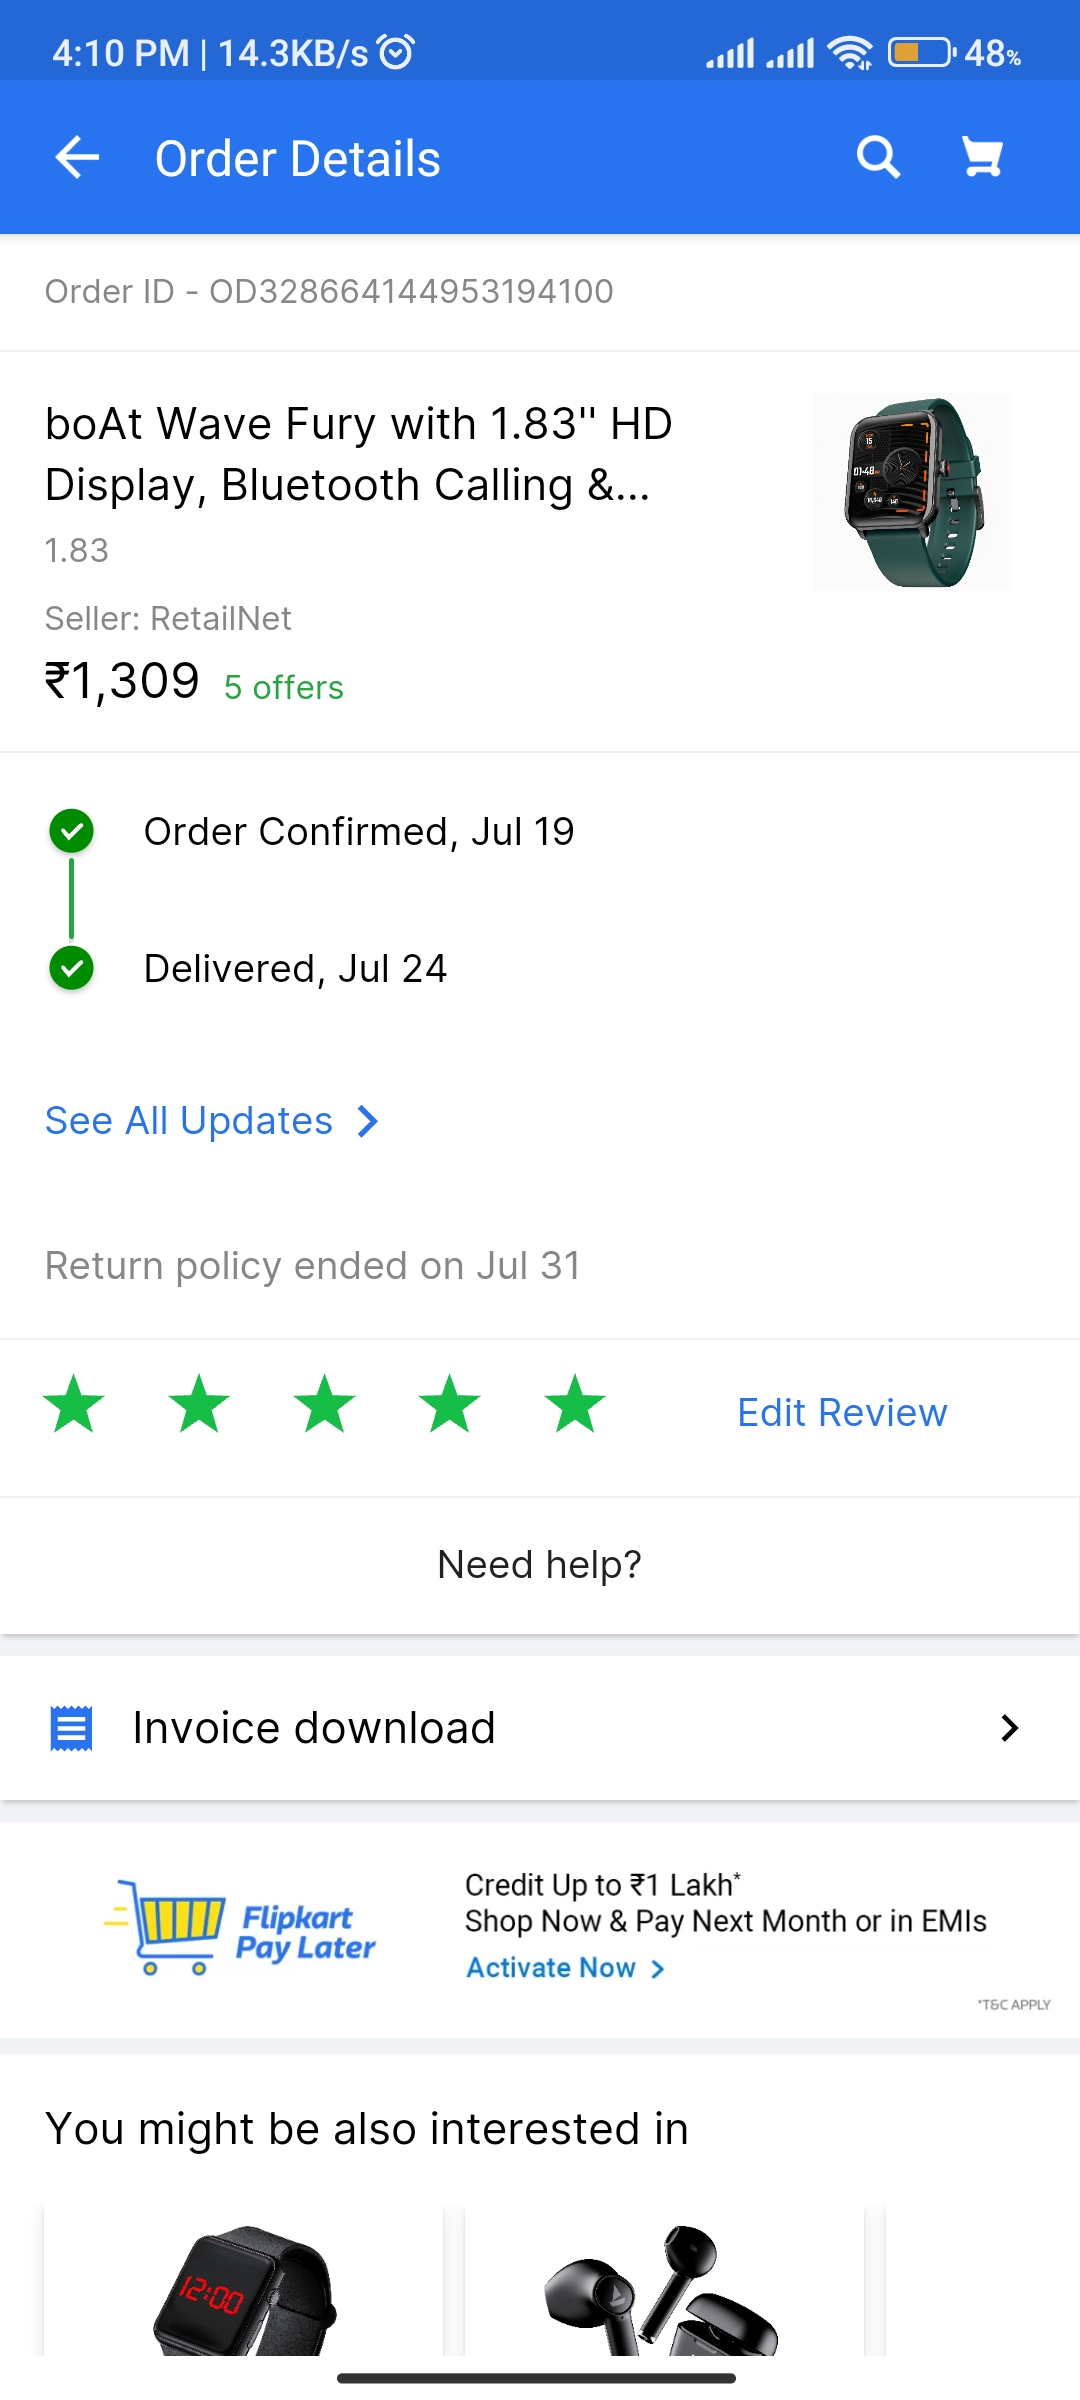 4:10 PM | 14.3KB/s
48%
Order Details
Order ID - OD328664144953194100
boAt Wave Fury with 1.83" HD
Display, Bluetooth Calling &...
1.83
Seller: RetailNet
₹1,309 5 offers
Order Confirmed, Jul 19
Delivered, Jul 24
See All Updates
Return policy ended on Jul 31
Edit Review
Need help?
Invoice download
Flipkart
Pay Later
Credit Up to ₹1 Lakh*
Shop Now & Pay Next Month or in EMIs
Activate Now
*T&C APPLY
You might be also interested in
12:00